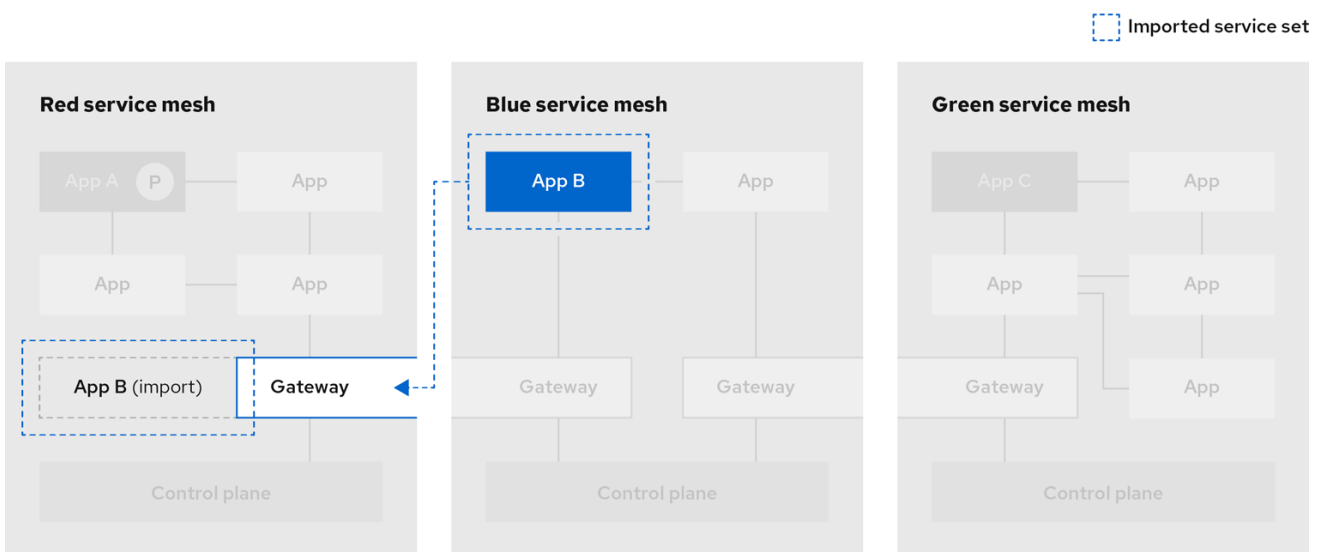 Imported service set
Red service mesh
App A P App
App App
App B (import) Gateway
Control plane
Blue service mesh
App B App
Gateway Gateway
Control plane
Green service mesh
App C App
App App
Gateway App
Control plane